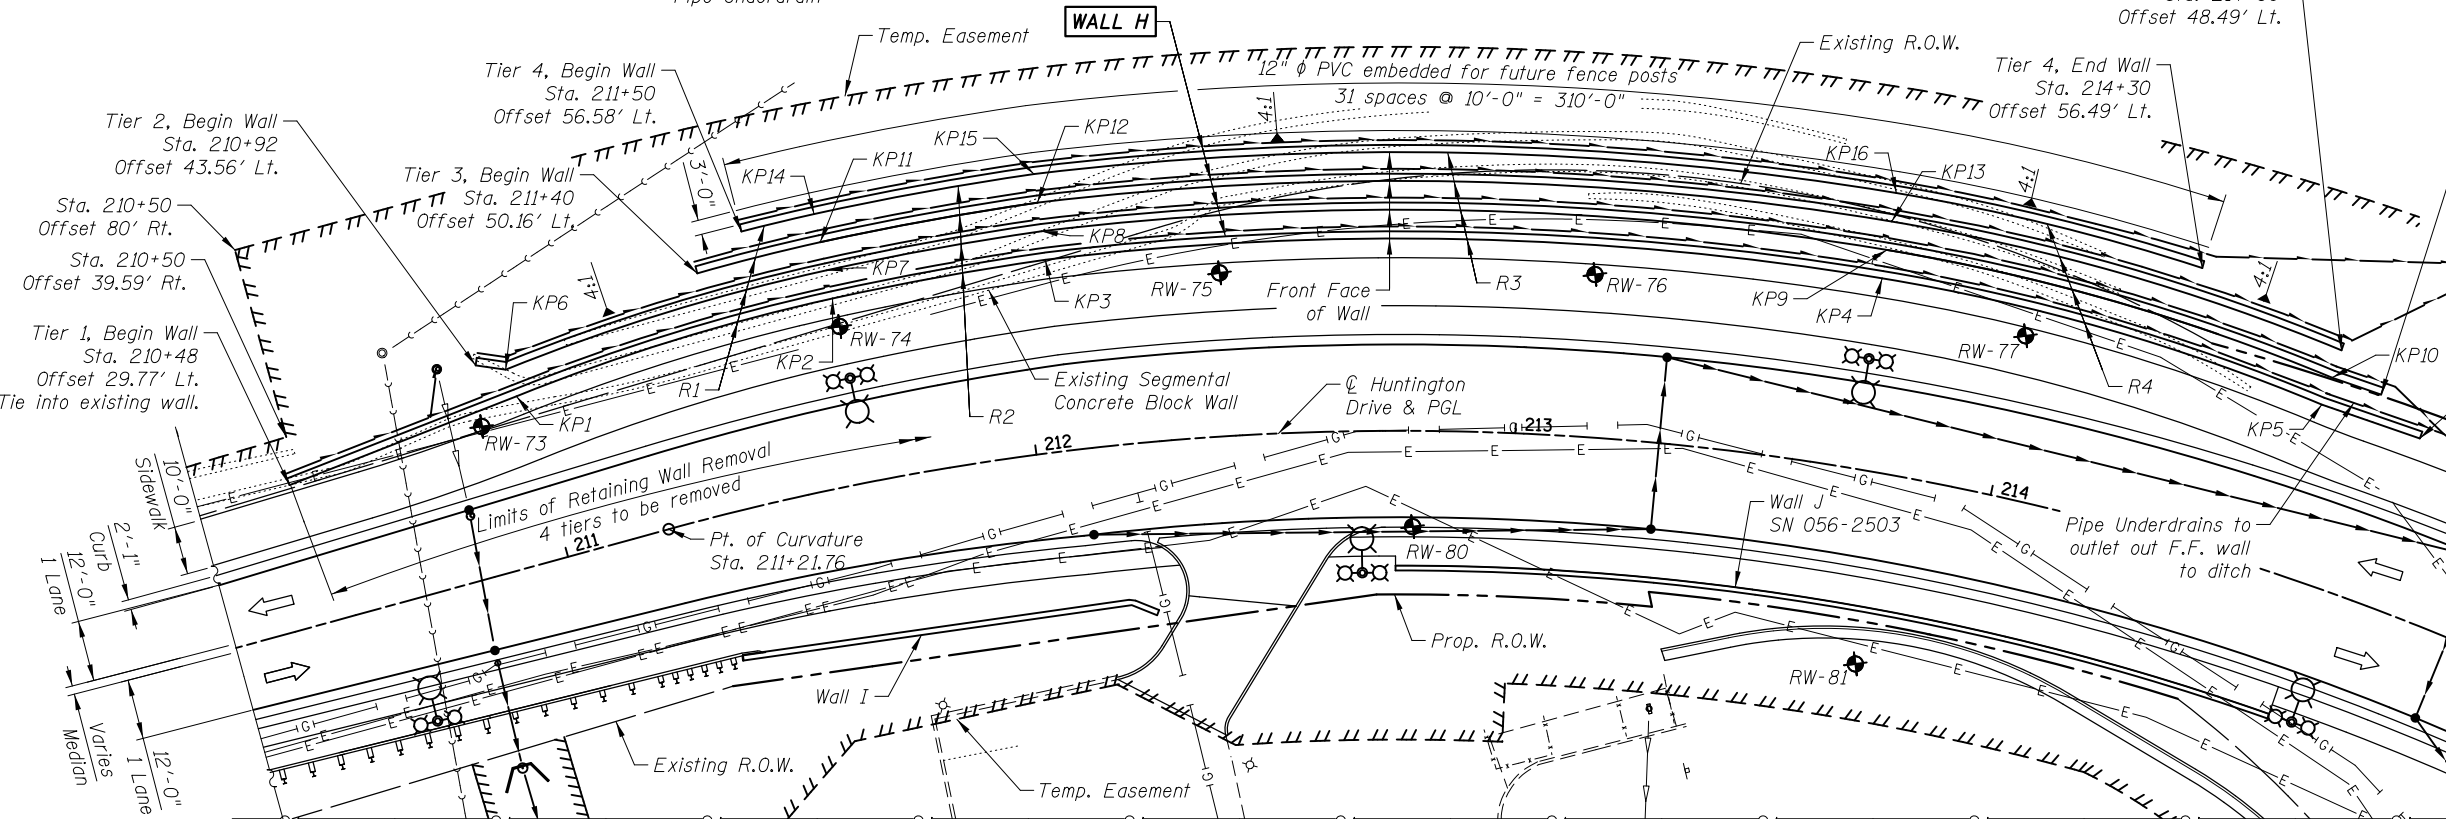 Pipe Underdrain
WALL H
Offset 48.49' Lt.
Temp. Easement
Existing R.O.W.
12" ϕ PVC embedded for future fence posts
31 spaces @ 10'-0" = 310'-0"
Tier 4, Begin Wall
Sta. 211+50
Offset 56.58' Lt.
Tier 4, End Wall
Sta. 214+30
Offset 56.49' Lt.
Tier 2, Begin Wall
Sta. 210+92
Offset 43.56' Lt.
Tier 3, Begin Wall
Sta. 211+40
Offset 50.16' Lt.
3'-0"
KP14
KP11
KP15
KP12
4:1
KP16
KP13
4:1
Sta. 210+50
Offset 80' Rt.
Sta. 210+50
Offset 39.59' Rt.
Tier 1, Begin Wall
Sta. 210+48
Offset 29.77' Lt.
Tie into existing wall.
KP6
4:1
KP7
KP8
KP3
RW-75
Front Face
of Wall
R3
RW-76
KP9
KP4
4:1
RW-74
KP2
R1
R2
RW-77
KP10
R4
KP1
RW-73
Existing Segmental
Concrete Block Wall
℄ Huntington
Drive & PGL
KP5
211
212
213
214
Limits of Retaining Wall Removal
4 tiers to be removed
Pt. of Curvature
Sta. 211+21.76
10'-0"
Sidewalk
2'-1"
Curb
12'-0"
1 Lane
Varies
Median
12'-0"
1 Lane
RW-80
Wall J
SN 056-2503
Pipe Underdrains to
outlet out F.F. wall
to ditch
Prop. R.O.W.
RW-81
Wall I
Existing R.O.W.
Temp. Easement